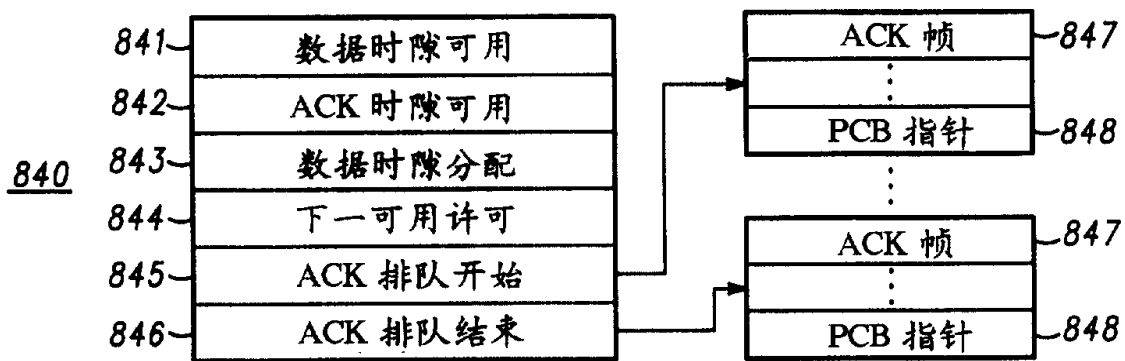 840
841 数据时隙可用
842 ACK 时隙可用
843 数据时隙分配
844 下一可用许可
845 ACK 排队开始
846 ACK 排队结束
ACK 帧 847
PCB 指针 848
ACK 帧 847
PCB 指针 848